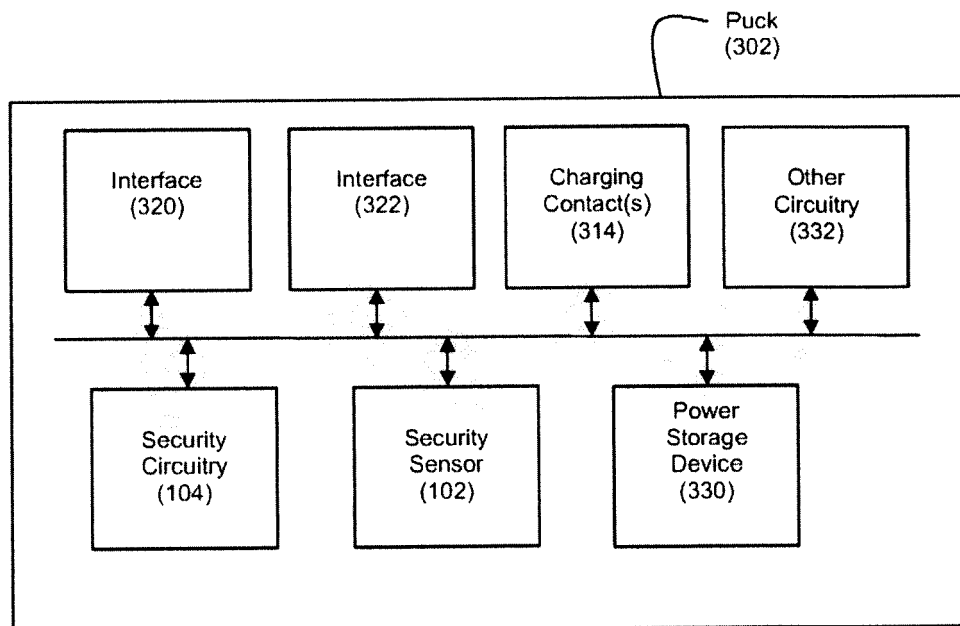 Puck
(302)
Interface
(320)
Interface
(322)
Charging
Contact(s)
(314)
Other
Circuitry
(332)
Security
Circuitry
(104)
Security
Sensor
(102)
Power
Storage
Device
(330)